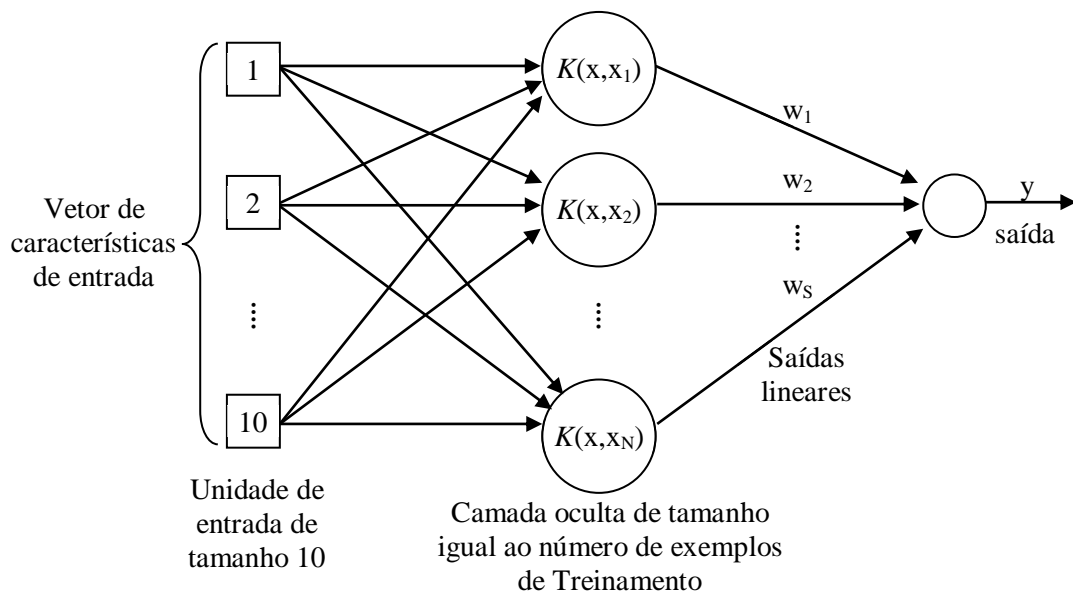 1
K(x,x1)
w1
2
K(x,x2)
w2
y
saída
Vetor de
características
de entrada
wS
Saídas
lineares
10
K(x,xN)
Unidade de
entrada de
tamanho 10
Camada oculta de tamanho
igual ao número de exemplos
de Treinamento